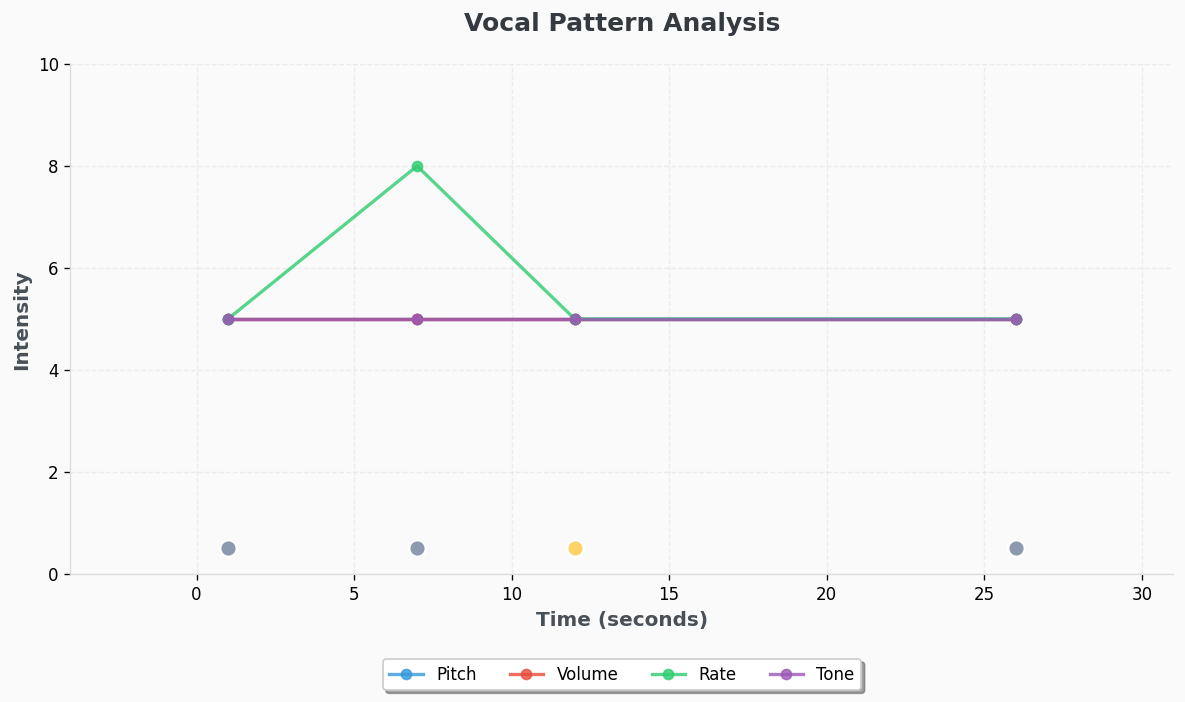 Vocal Pattern Analysis
10
8
6
4
2
0
Intensity
0 5 10 15 20 25 30
Time (seconds)
Pitch Volume Rate Tone